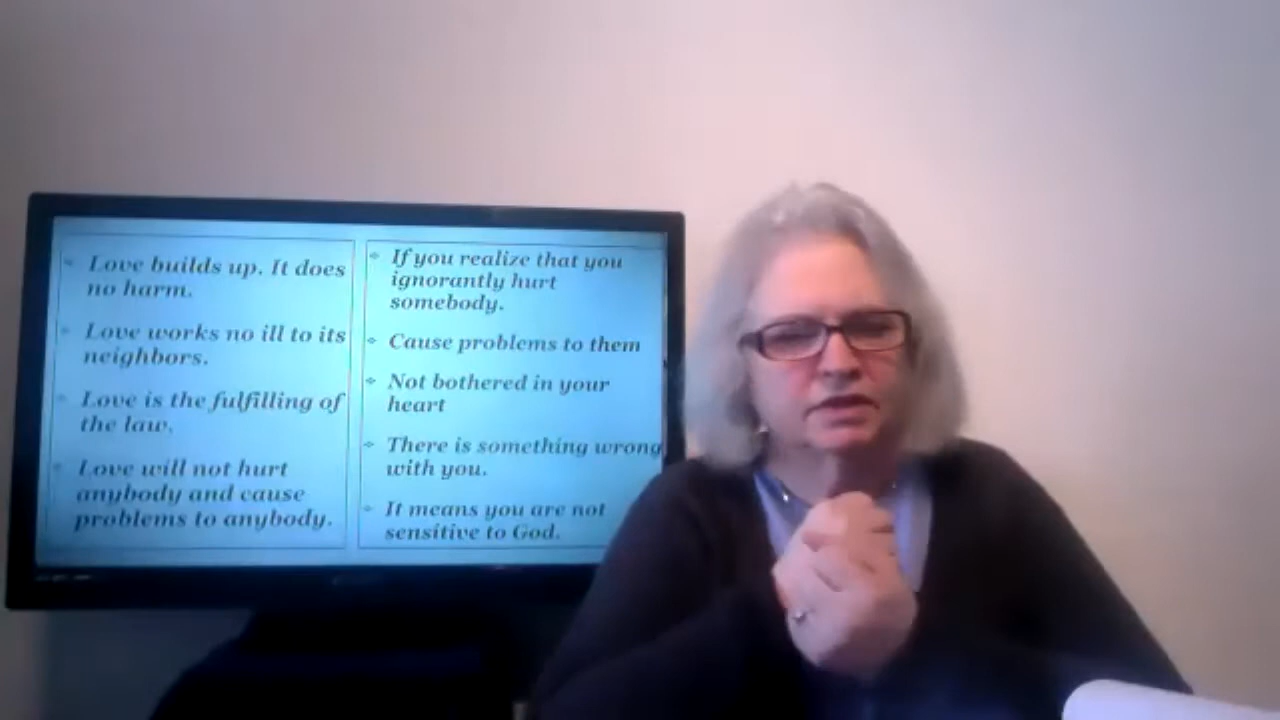 Love builds up. It does
no harm.
Love works no ill to its
neighbors.
Love is the fulfilling of
the law.
Love will not hurt
anybody and cause
problems to anybody.
If you realize that you
ignorantly hurt
somebody.
Cause problems to them
Not bothered in your
heart
There is something wrong
with you.
It means you are not
sensitive to God.